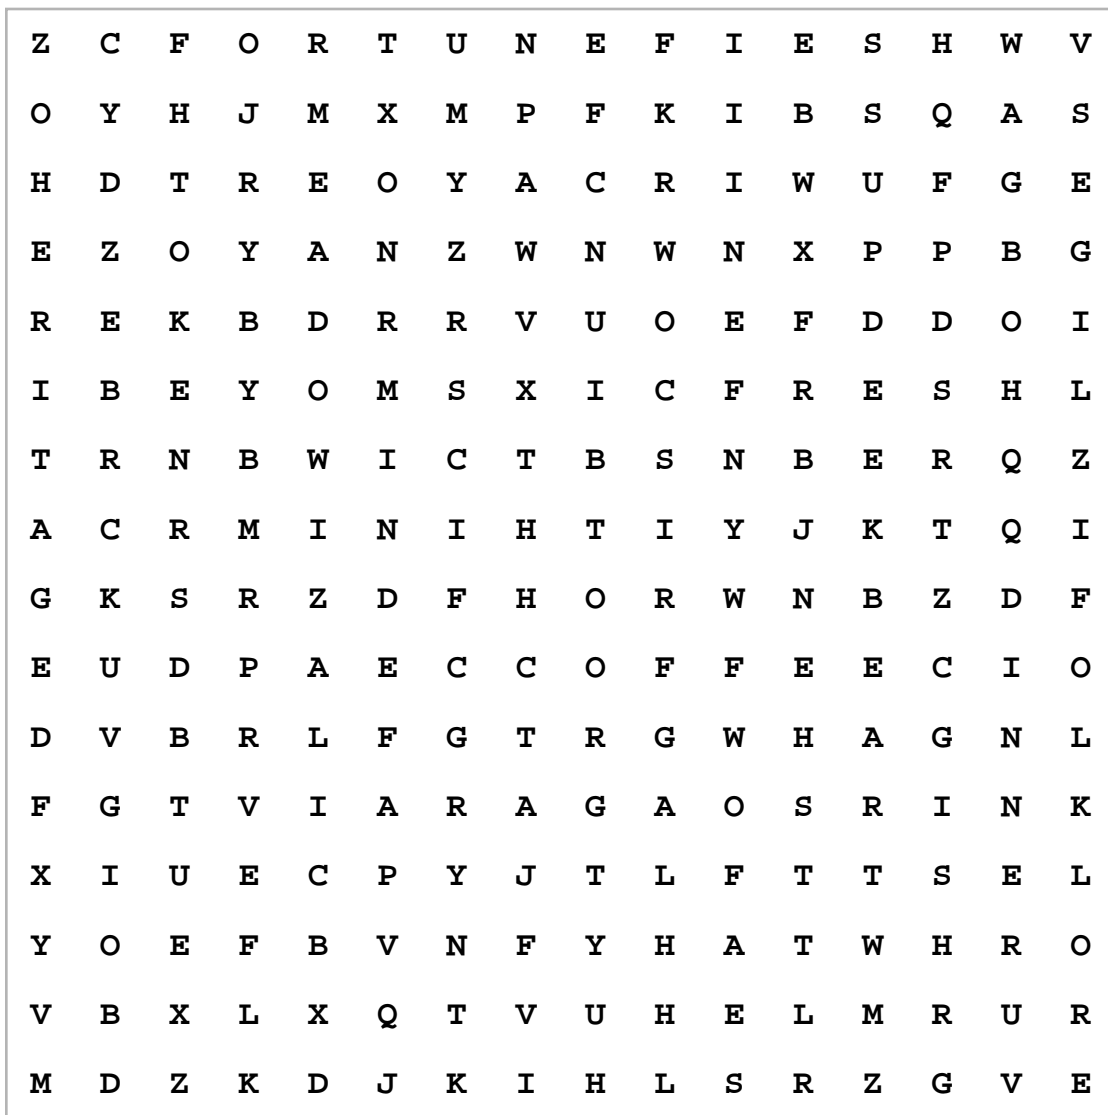 Z C F O R T U N E F I E S H W V
O Y H J M X M P F K I B S Q A S
H D T R E O Y A C R I W U F G E
E Z O Y A N Z W N W N X P P B G
R E K B D R R V U O E F D D O I
I B E Y O M S X I C F R E S H L
T R N B W I C T B S N B E R Q Z
A C R M I N I H T I Y J K T Q I
G K S R Z D F H O R W N B Z D F
E U D P A E C C O F F E E C I O
D V B R L F G T R G W H A G N L
F G T V I A R A G A O S R I N K
X I U E C P Y J T L F T T S E L
Y O E F B V N F Y H A T W H R O
V B X L X Q T V U H E L M R U R
M D Z K D J K I H L S R Z G V E